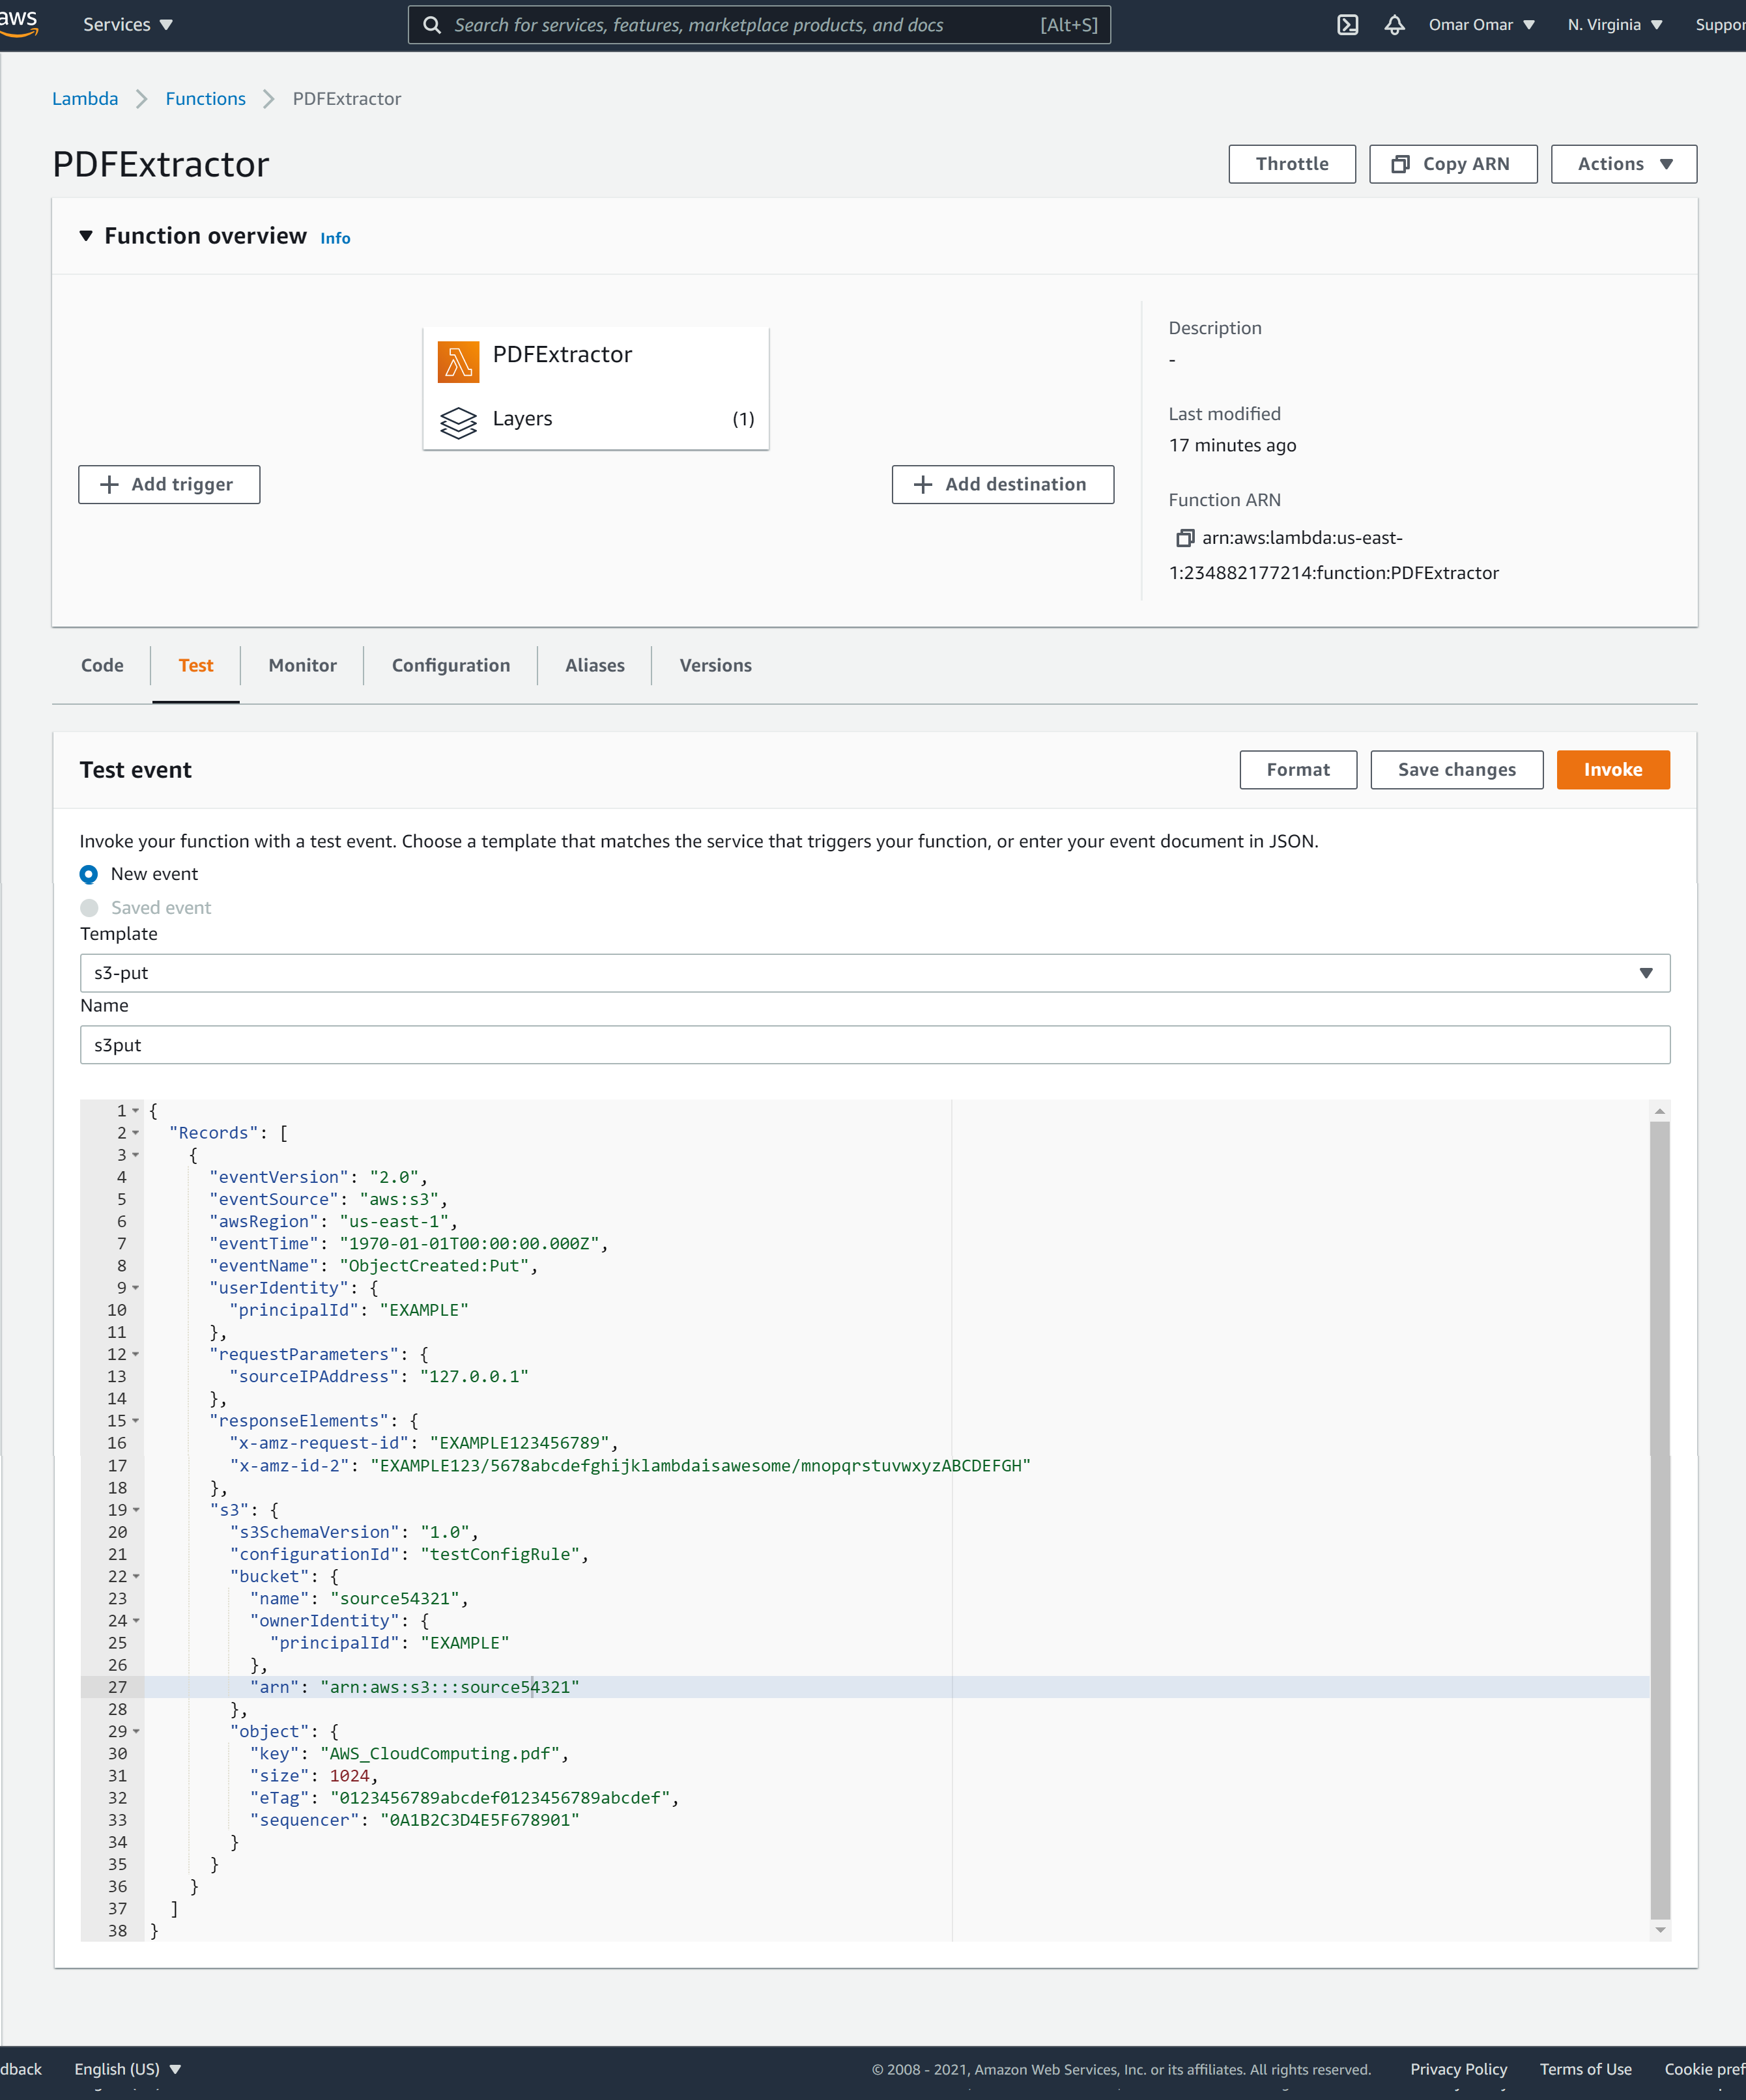 aws Services Search for services, features, marketplace products, and docs [Alt+S] Omar Omar N. Virginia
Lambda Functions PDFExtractor
PDFExtractor
Throttle Copy ARN Actions
Function overview Info
PDFExtractor
Layers (1)
Add trigger
Add destination
Description
-
Last modified
17 minutes ago
Function ARN
arn:aws:lambda:us-east-
1:234882177214:function:PDFExtractor
Code Test Monitor Configuration Aliases Versions
Test event Format Save changes Invoke
Invoke your function with a test event. Choose a template that matches the service that triggers your function, or enter your event document in JSON.
New event
Saved event
Template
s3-put
Name
s3put
1 {
2 "Records": [
3 {
4 "eventVersion": "2.0",
5 "eventSource": "aws:s3",
6 "awsRegion": "us-east-1",
7 "eventTime": "1970-01-01T00:00:00.000Z",
8 "eventName": "ObjectCreated:Put",
9 "userIdentity": {
10 "principalId": "EXAMPLE"
11 },
12 "requestParameters": {
13 "sourceIPAddress": "127.0.0.1"
14 },
15 "responseElements": {
16 "x-amz-request-id": "EXAMPLE123456789",
17 "x-amz-id-2": "EXAMPLE123/5678abcdefghijklambdaisawesome/mnopqrstuvwxyzABCDEFGH"
18 },
19 "s3": {
20 "s3SchemaVersion": "1.0",
21 "configurationId": "testConfigRule",
22 "bucket": {
23 "name": "source54321",
24 "ownerIdentity": {
25 "principalId": "EXAMPLE"
26 },
27 "arn": "arn:aws:s3:::source54321"
28 },
29 "object": {
30 "key": "AWS_CloudComputing.pdf",
31 "size": 1024,
32 "eTag": "0123456789abcdef0123456789abcdef",
33 "sequencer": "0A1B2C3D4E5F678901"
34 }
35 }
36 }
37 ]
38 }
dback English (US) © 2008 - 2021, Amazon Web Services, Inc. or its affiliates. All rights reserved. Privacy Policy Terms of Use Cookie pref